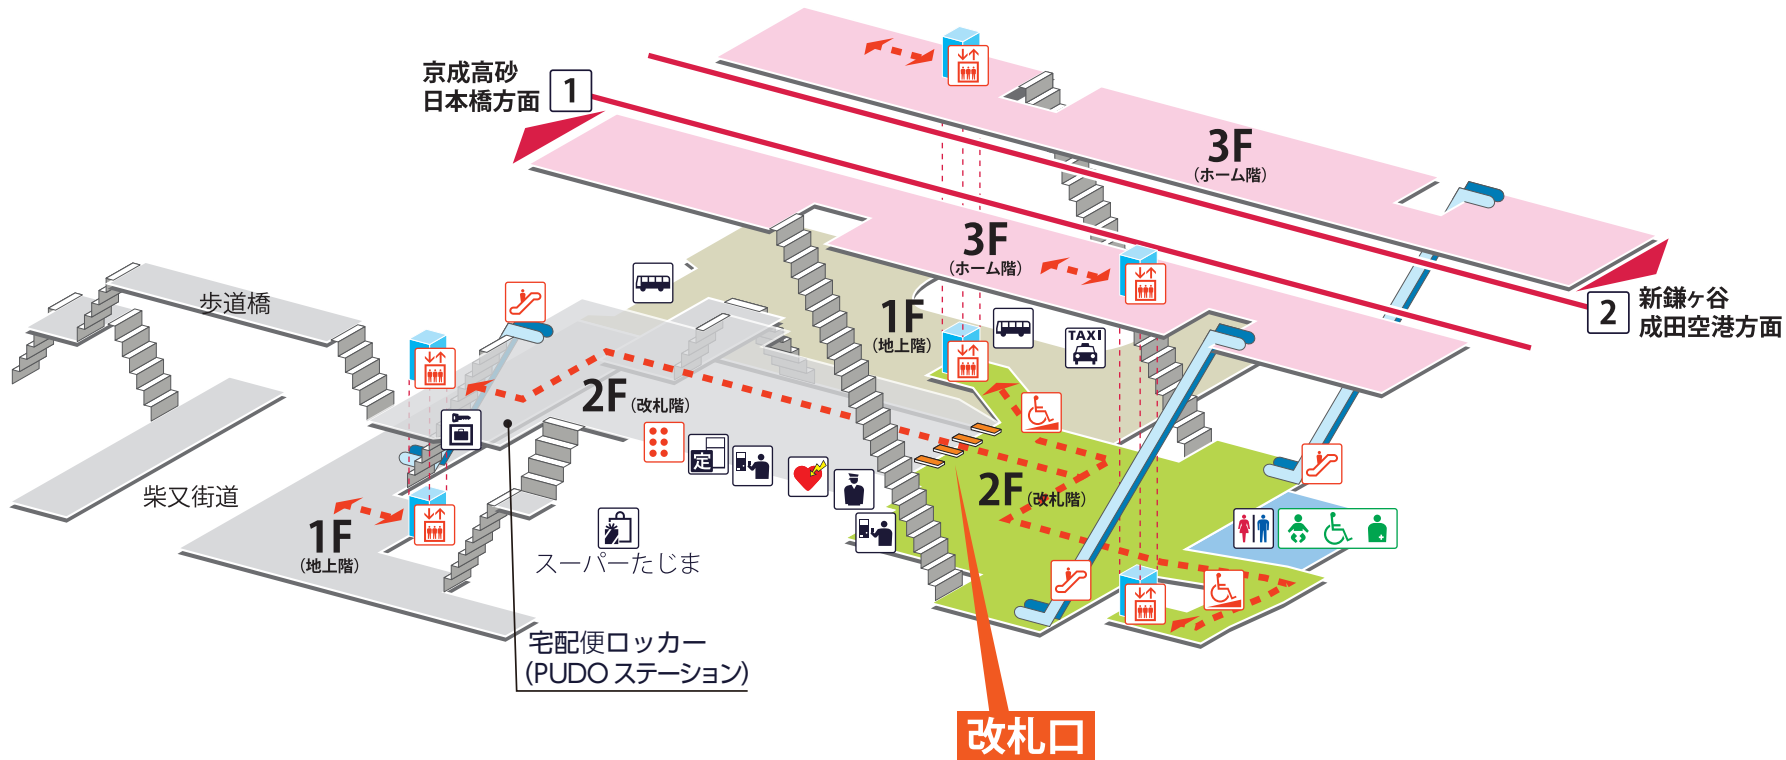 京成高砂
日本橋方面
1
3F
(ホーム階)
3F
(ホーム階)
歩道橋
1F
(地上階)
TAXI
2
新鎌ヶ谷
成田空港方面
2F(改札階)
定
柴又街道
2F(改札階)
1F
(地上階)
スーパーたじま
宅配便ロッカー
(PUDOステーション)
改札口